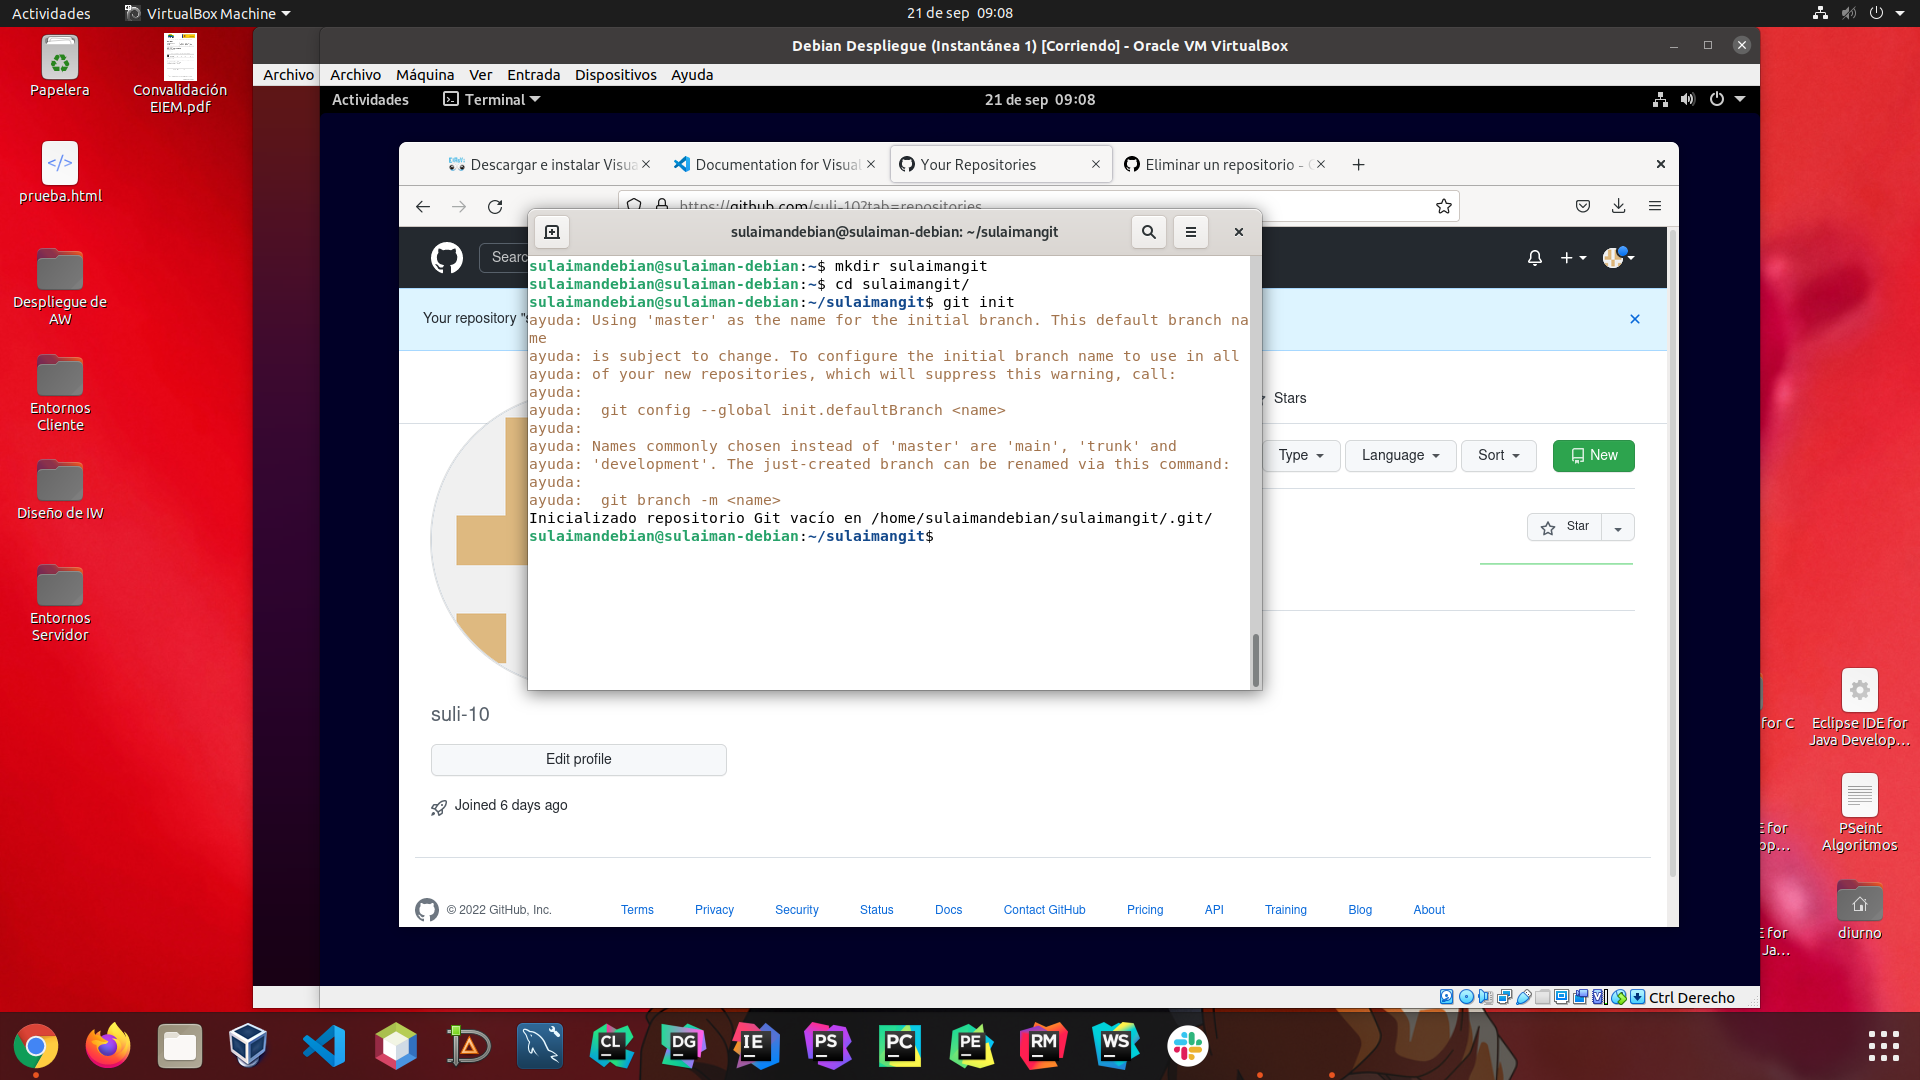 Actividades
VirtualBox Machine
21 de sep 09:08
Papelera
Convalidación
EIEM.pdf
prueba.html
Despliegue de
AW
Entornos
Cliente
Diseño de IW
Entornos
Servidor
Debian Despliegue (Instantánea 1) [Corriendo] - Oracle VM VirtualBox
Archivo
Archivo Máquina Ver Entrada Dispositivos Ayuda
Actividades
Terminal
21 de sep 09:08
Descargar e instalar Visua
Documentation for Visual
Your Repositories
Eliminar un repositorio -
https://github.com/suli-10?tab=repositories
sulaimandebian@sulaiman-debian: ~/sulaimangit
Searc
sulaimandebian@sulaiman-debian:~$ mkdir sulaimangit
sulaimandebian@sulaiman-debian:~$ cd sulaimangit/
sulaimandebian@sulaiman-debian:~/sulaimangit$ git init
Your repository "s
ayuda: Using 'master' as the name for the initial branch. This default branch na
me
ayuda: is subject to change. To configure the initial branch name to use in all
ayuda: of your new repositories, which will suppress this warning, call:
ayuda:
ayuda:  git config --global init.defaultBranch <name>
ayuda:
ayuda: Names commonly chosen instead of 'master' are 'main', 'trunk' and
ayuda: 'development'. The just-created branch can be renamed via this command:
ayuda:
ayuda:  git branch -m <name>
Inicializado repositorio Git vacío en /home/sulaimandebian/sulaimangit/.git/
sulaimandebian@sulaiman-debian:~/sulaimangit$
Stars
Type
Language
Sort
New
Star
suli-10
Edit profile
Joined 6 days ago
© 2022 GitHub, Inc.
Terms
Privacy
Security
Status
Docs
Contact GitHub
Pricing
API
Training
Blog
About
Ctrl Derecho
for C
Eclipse IDE for
Java Develop...
E for
op...
PSeint
Algoritmos
E for
Ja...
diurno
CL
DG
IE
PS
PC
PE
RM
WS